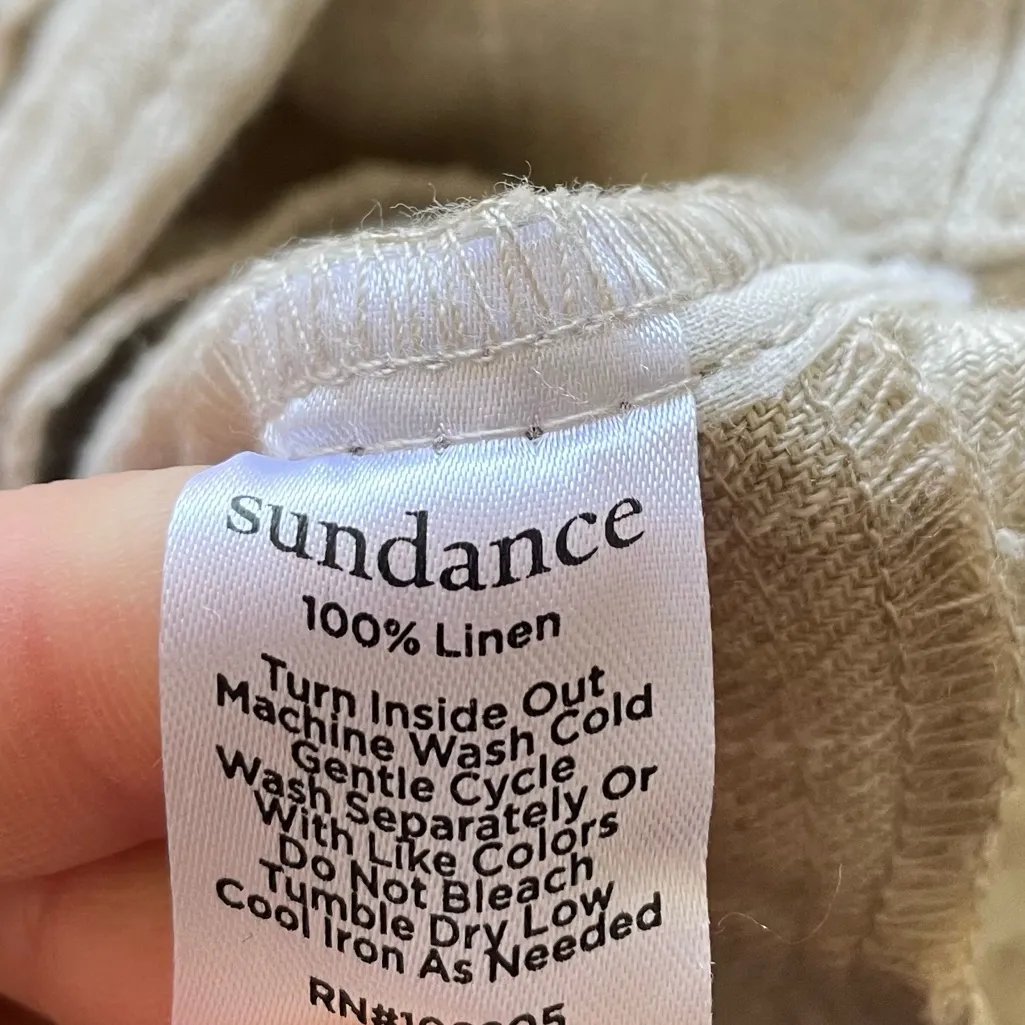 sundance
100% Linen
Turn Inside Out
Machine Wash Cold
Gentle Cycle
Wash Separately Or
With Like Colors
Do Not Bleach
Tumble Dry Low
Cool Iron As Needed